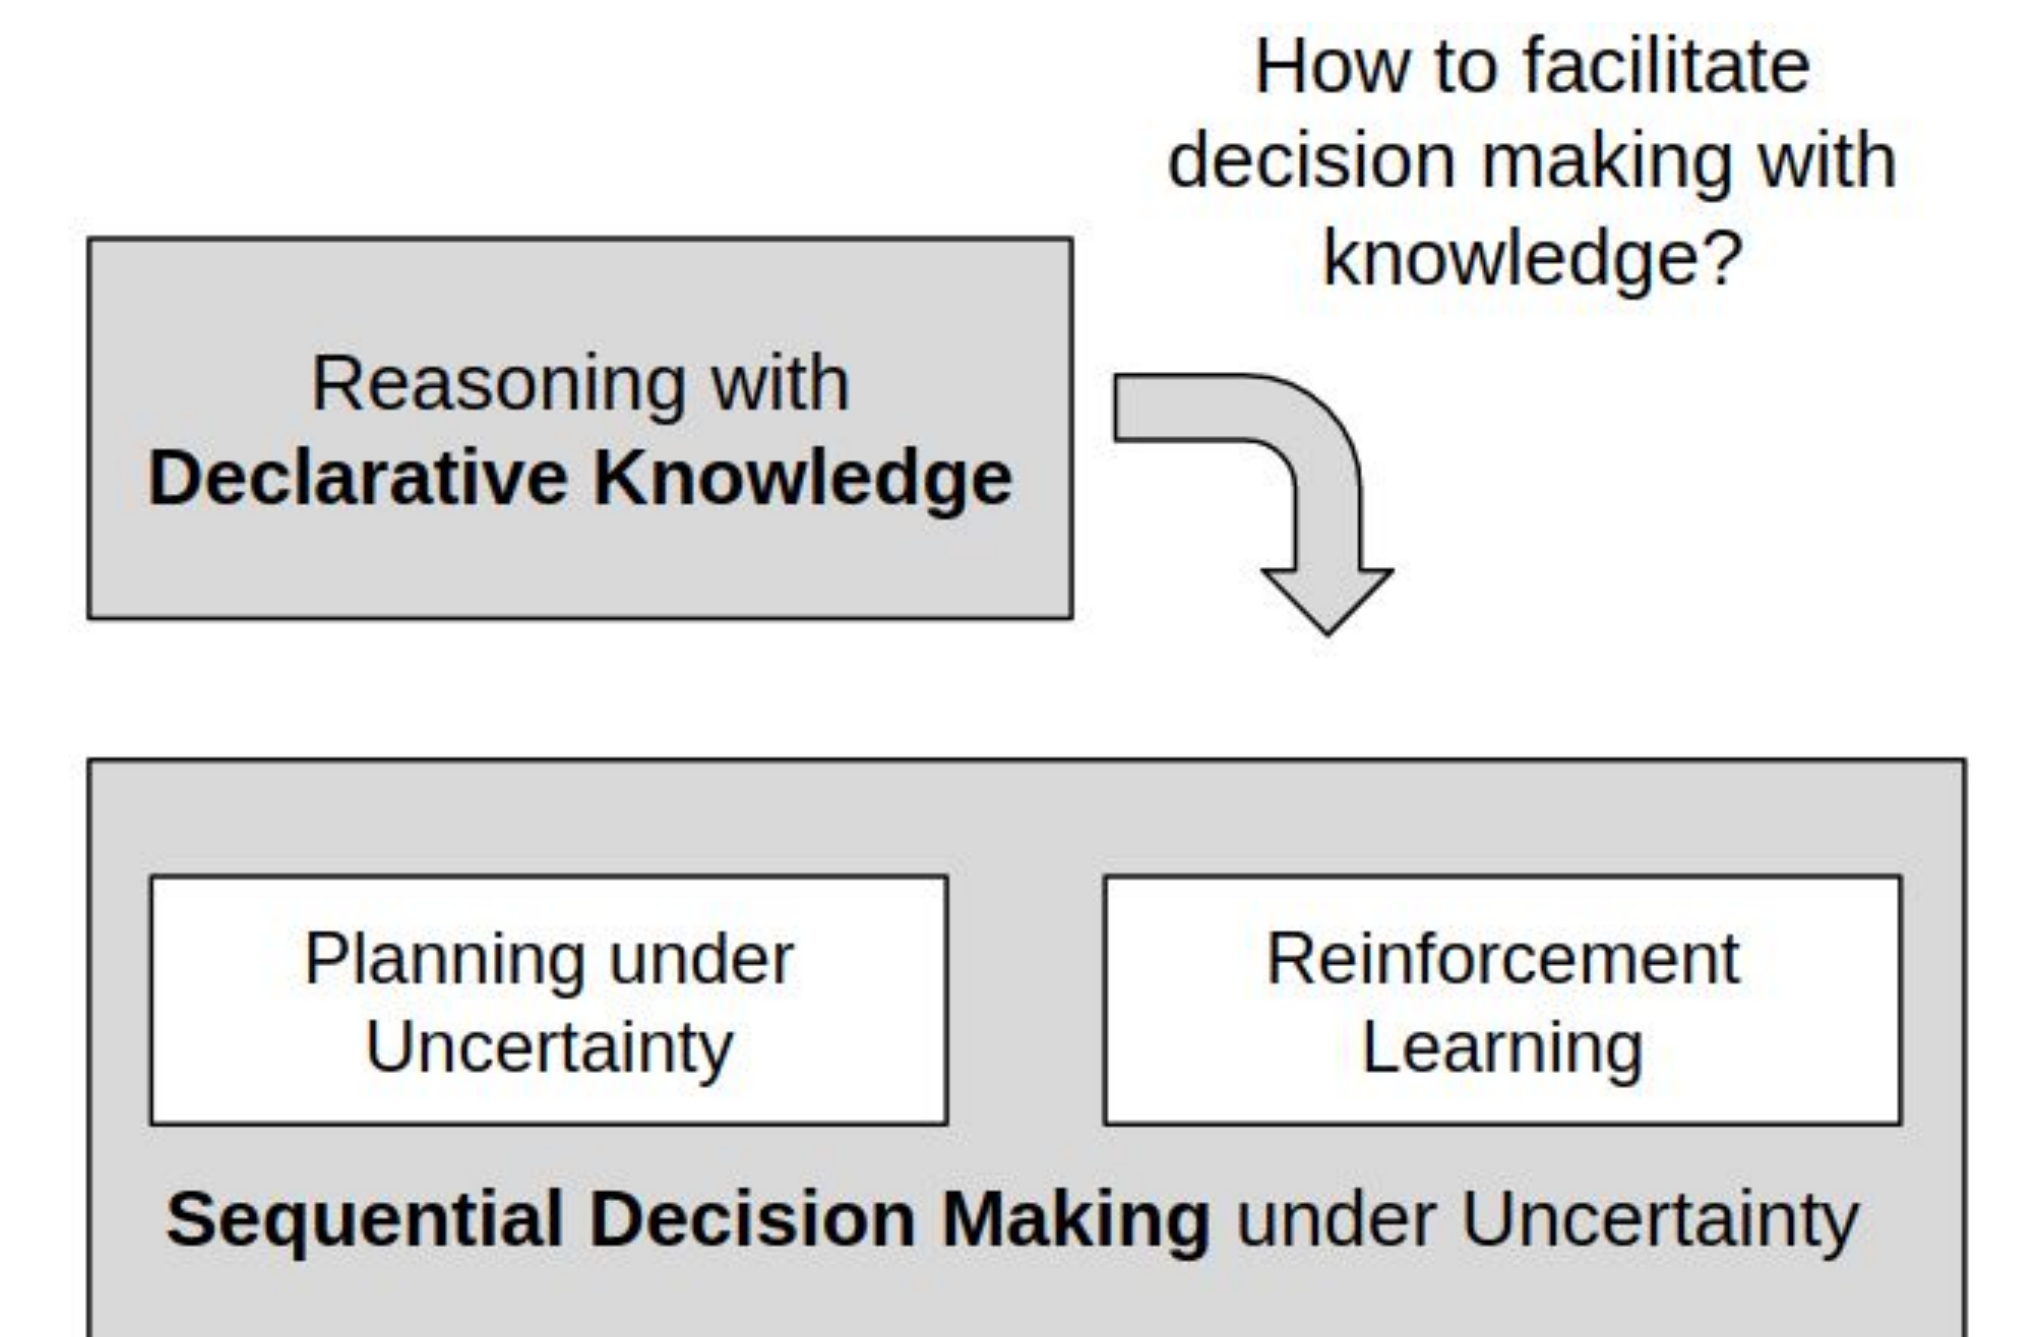 How to facilitate
decision making with
knowledge?
Reasoning with
Declarative Knowledge
Planning under
Uncertainty
Reinforcement
Learning
Sequential Decision Making under Uncertainty